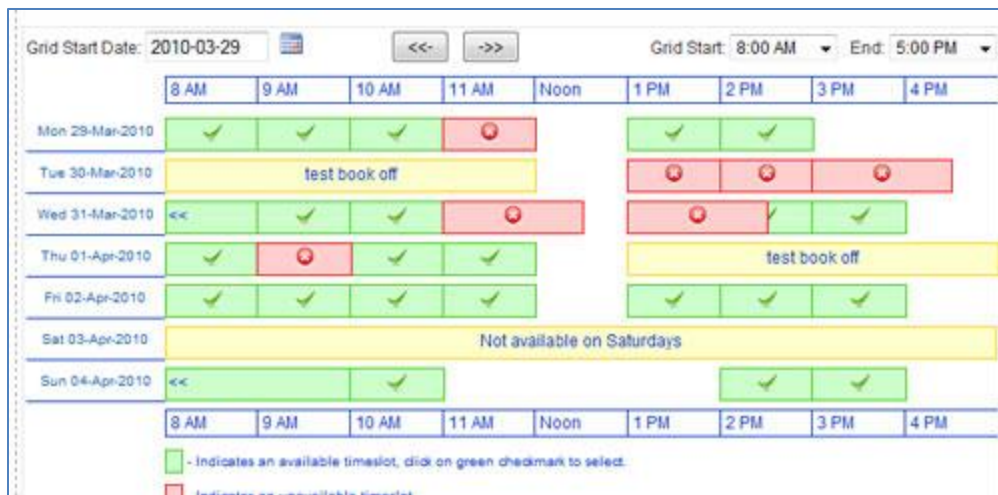 Grid Start Date: 2010-03-29 <<- ->> Grid Start: 8:00 AM End: 5:00 PM
8 AM 9 AM 10 AM 11 AM Noon 1 PM 2 PM 3 PM 4 PM
Mon 29-Mar-2010
Tue 30-Mar-2010 test book off
Wed 31-Mar-2010 <<
Thu 01-Apr-2010 test book off
Fri 02-Apr-2010
Sat 03-Apr-2010 Not available on Saturdays
Sun 04-Apr-2010 <<
8 AM 9 AM 10 AM 11 AM Noon 1 PM 2 PM 3 PM 4 PM
- Indicates an available timeslot, click on green checkmark to select.
- Indicates an unavailable timeslot